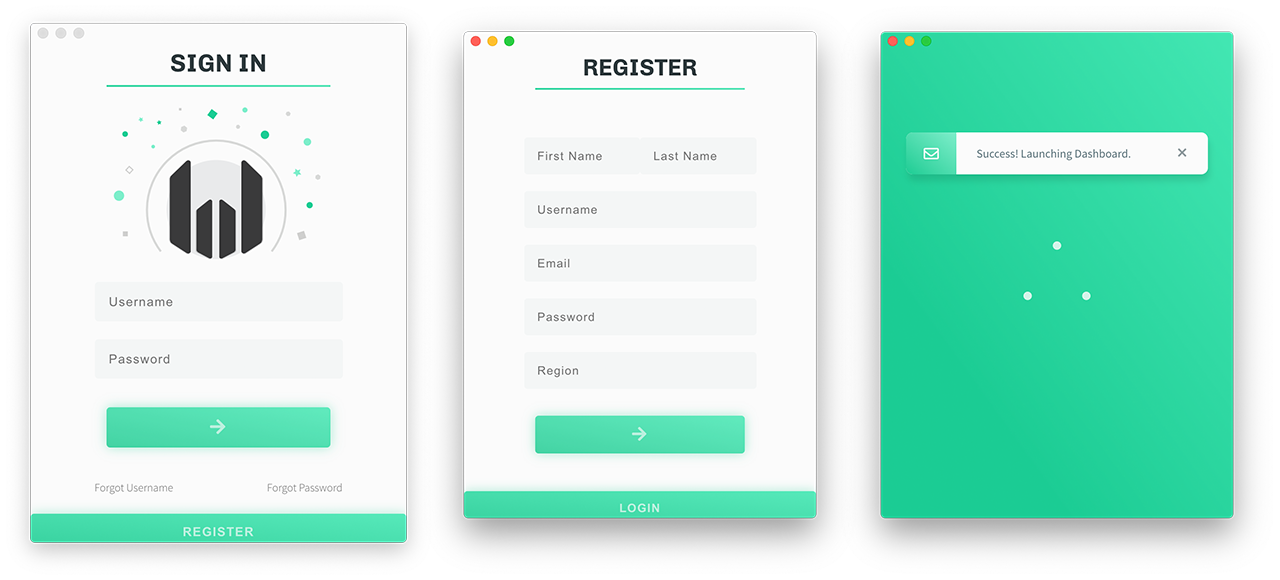 SIGN IN
Username
Password
Forgot Username Forgot Password
REGISTER
REGISTER
First Name Last Name
Username
Email
Password
Region
LOGIN
Success! Launching Dashboard.